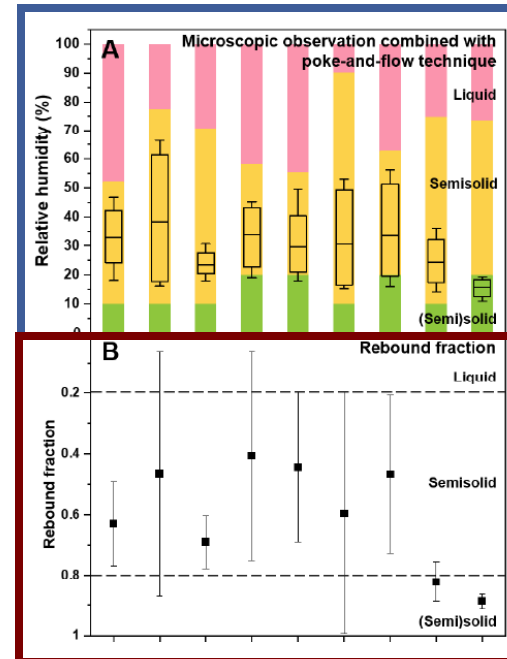 A
Microscopic observation combined with
poke-and-flow technique
Relative humidity (%)
100
90
80
70
60
50
40
30
20
10
0
Liquid
Semisolid
(Semi)solid
B
Rebound fraction
Rebound fraction
0.2
0.4
0.6
0.8
1
Liquid
Semisolid
(Semi)solid